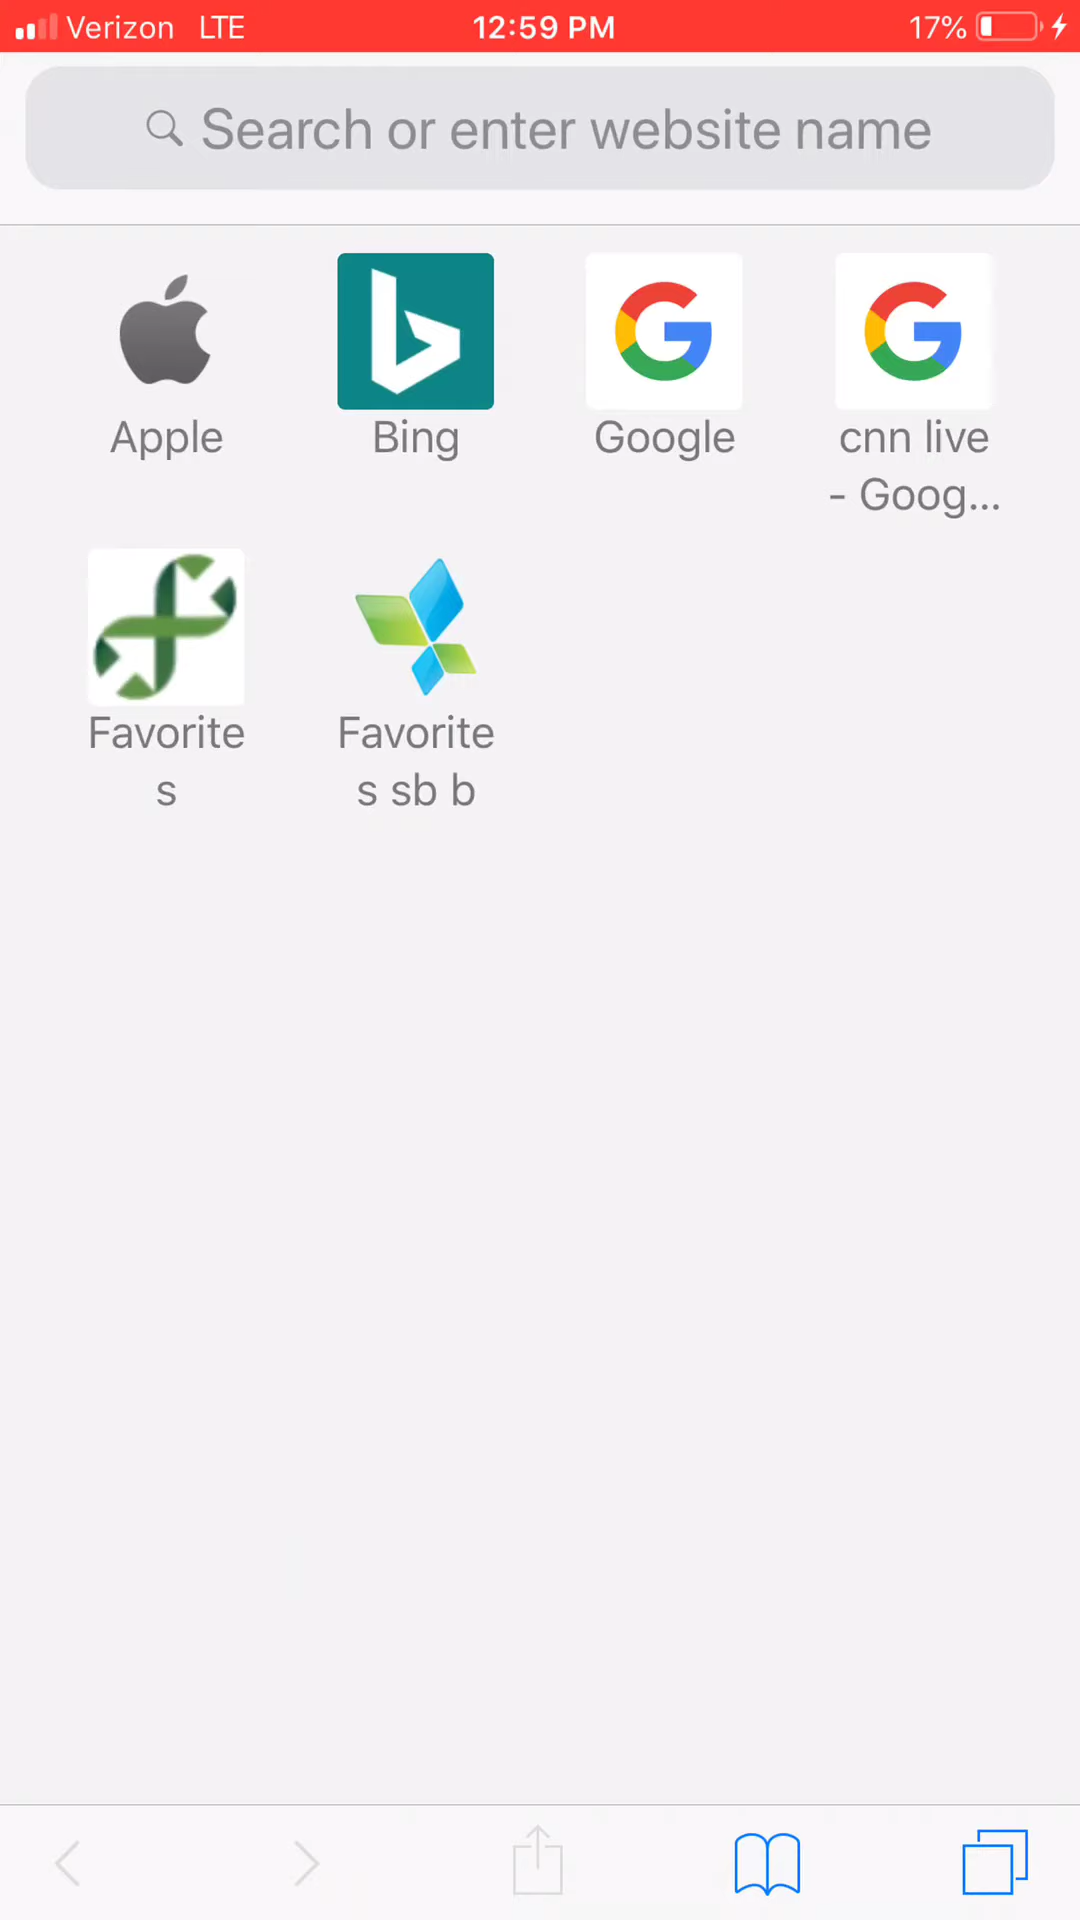 Verizon LTE 12:59 PM 17%
Search or enter website name
Apple Bing Google cnn live
- Goog...
Favorite Favorite
s s sb b